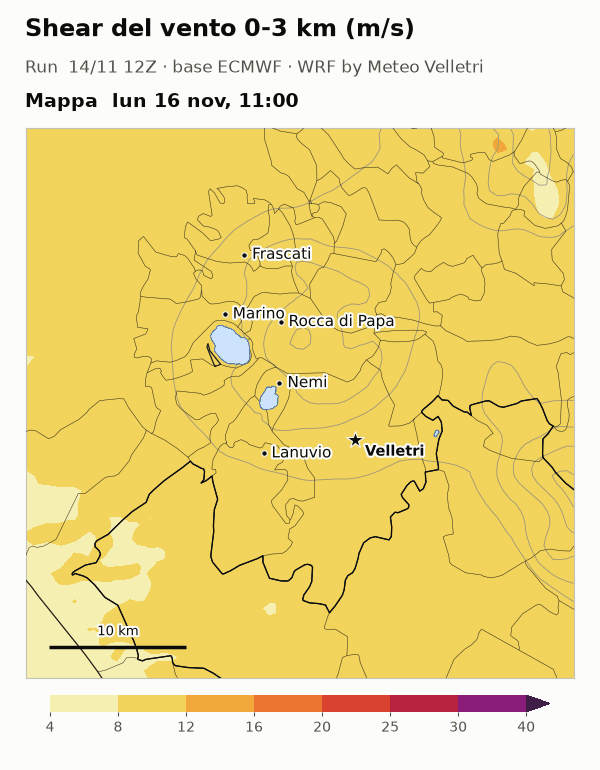 Shear del vento 0-3 km (m/s)
Run  14/11 12Z · base ECMWF · WRF by Meteo Velletri
Mappa  lun 16 nov, 11:00
Frascati
Marino
Rocca di Papa
Nemi
Velletri
Lanuvio
10 km
4 8 12 16 20 25 30 40